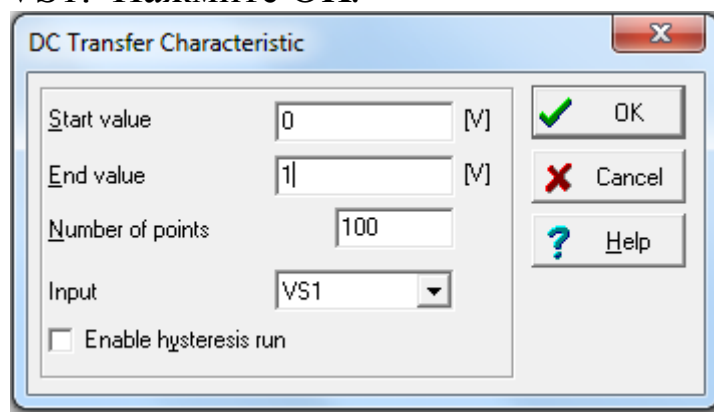 VS1. Нажмите OK.
DC Transfer Characteristic
Start value 0 [V]
End value 1 [V]
Number of points 100
Input VS1
Enable hysteresis run
OK
Cancel
? Help